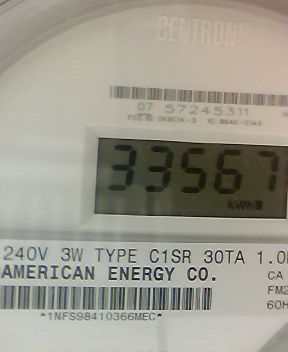 CENTRON
07 57245311
33567
kWh
240V 3W TYPE C1SR 30TA 1.0
AMERICAN ENERGY CO. CA
FM2
60H
*1NFS98410366MEC*